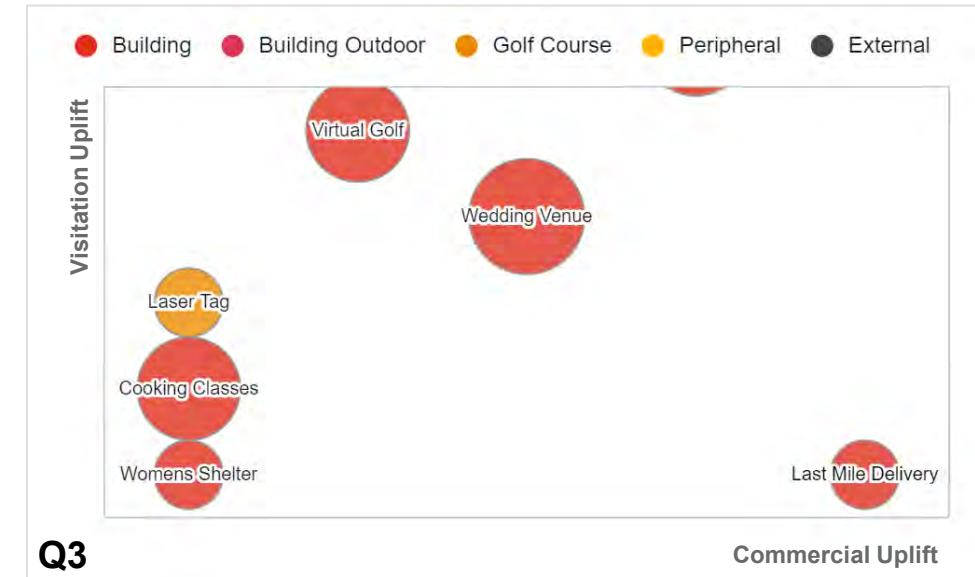 Building Building Outdoor Golf Course Peripheral External
Visitation Uplift
Virtual Golf
Wedding Venue
Laser Tag
Cooking Classes
Womens Shelter
Last Mile Delivery
Q3
Commercial Uplift